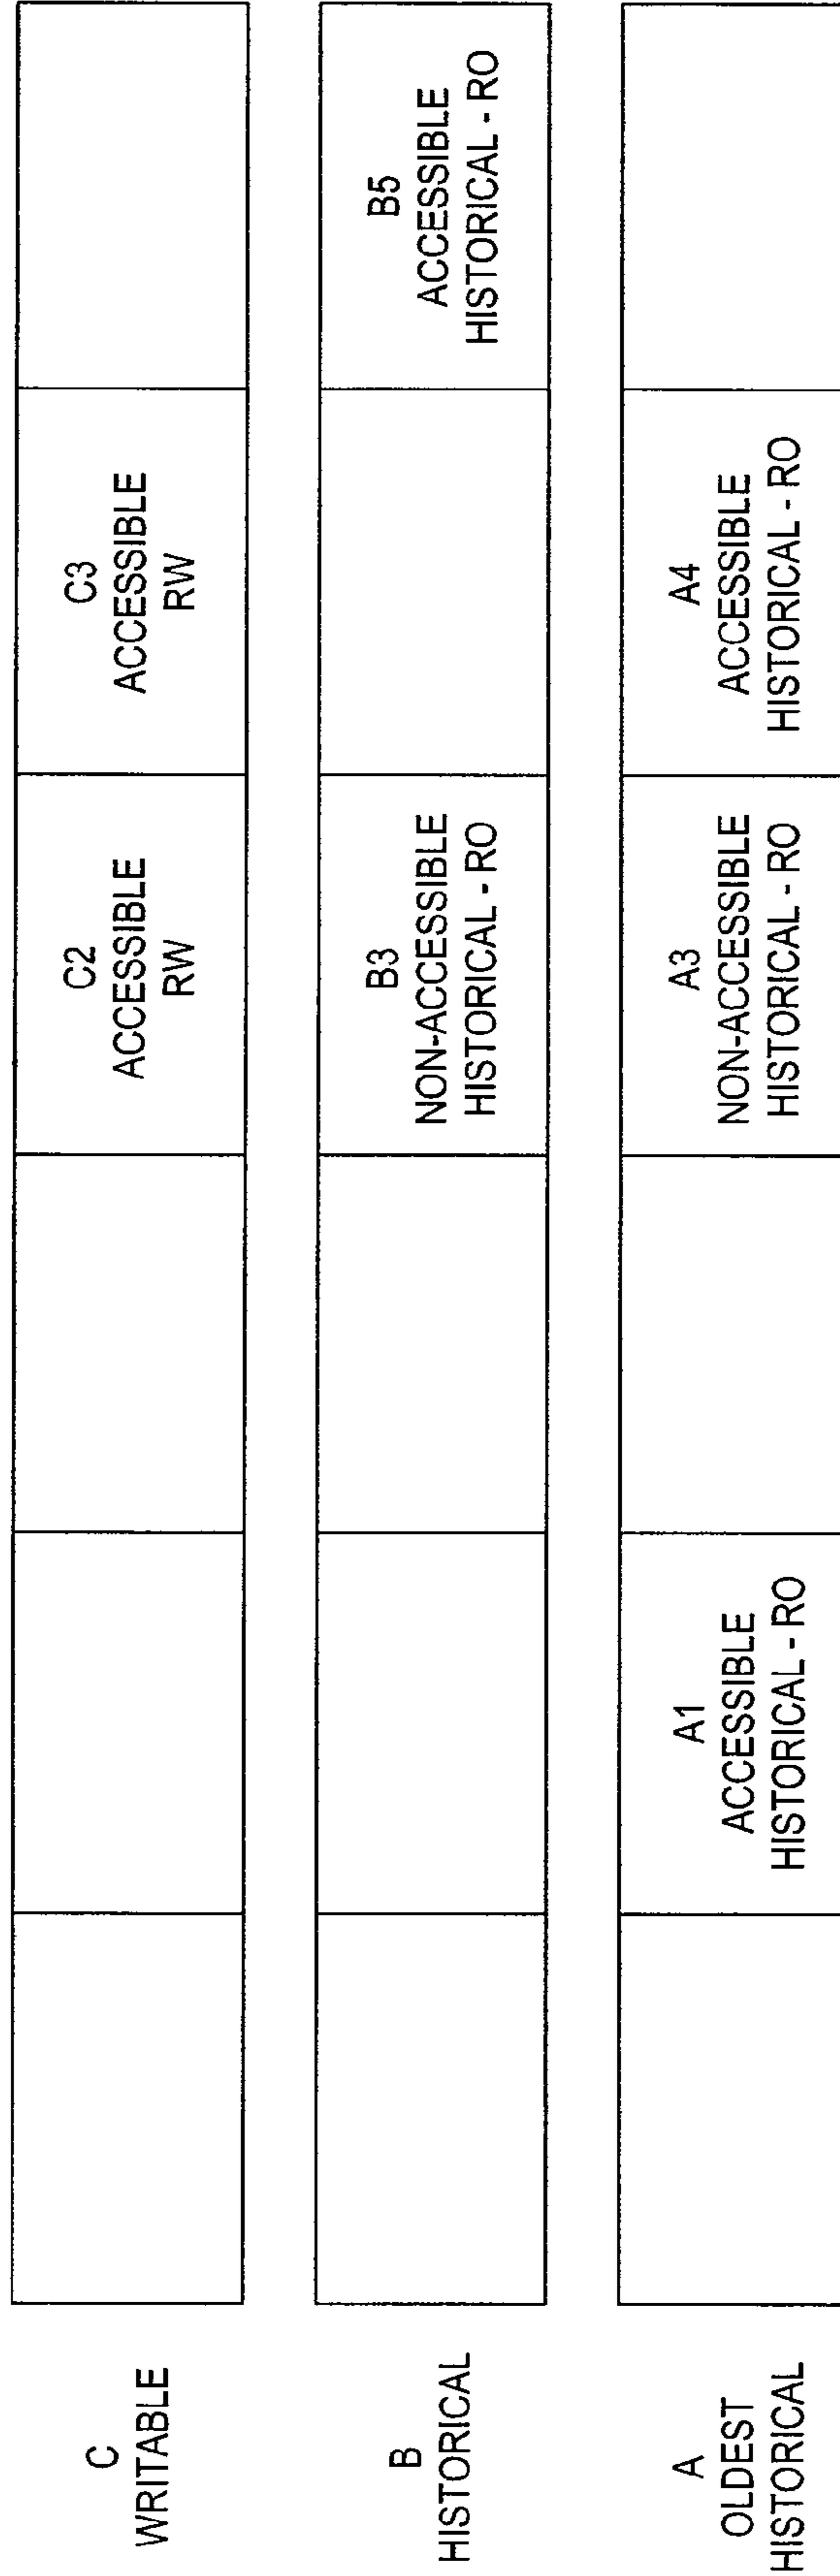 C
WRITABLE
C2
ACCESSIBLE
RW
C3
ACCESSIBLE
RW
B
HISTORICAL
B3
NON-ACCESSIBLE
HISTORICAL - RO
B5
ACCESSIBLE
HISTORICAL - RO
A
OLDEST
HISTORICAL
A1
ACCESSIBLE
HISTORICAL - RO
A3
NON-ACCESSIBLE
HISTORICAL - RO
A4
ACCESSIBLE
HISTORICAL - RO